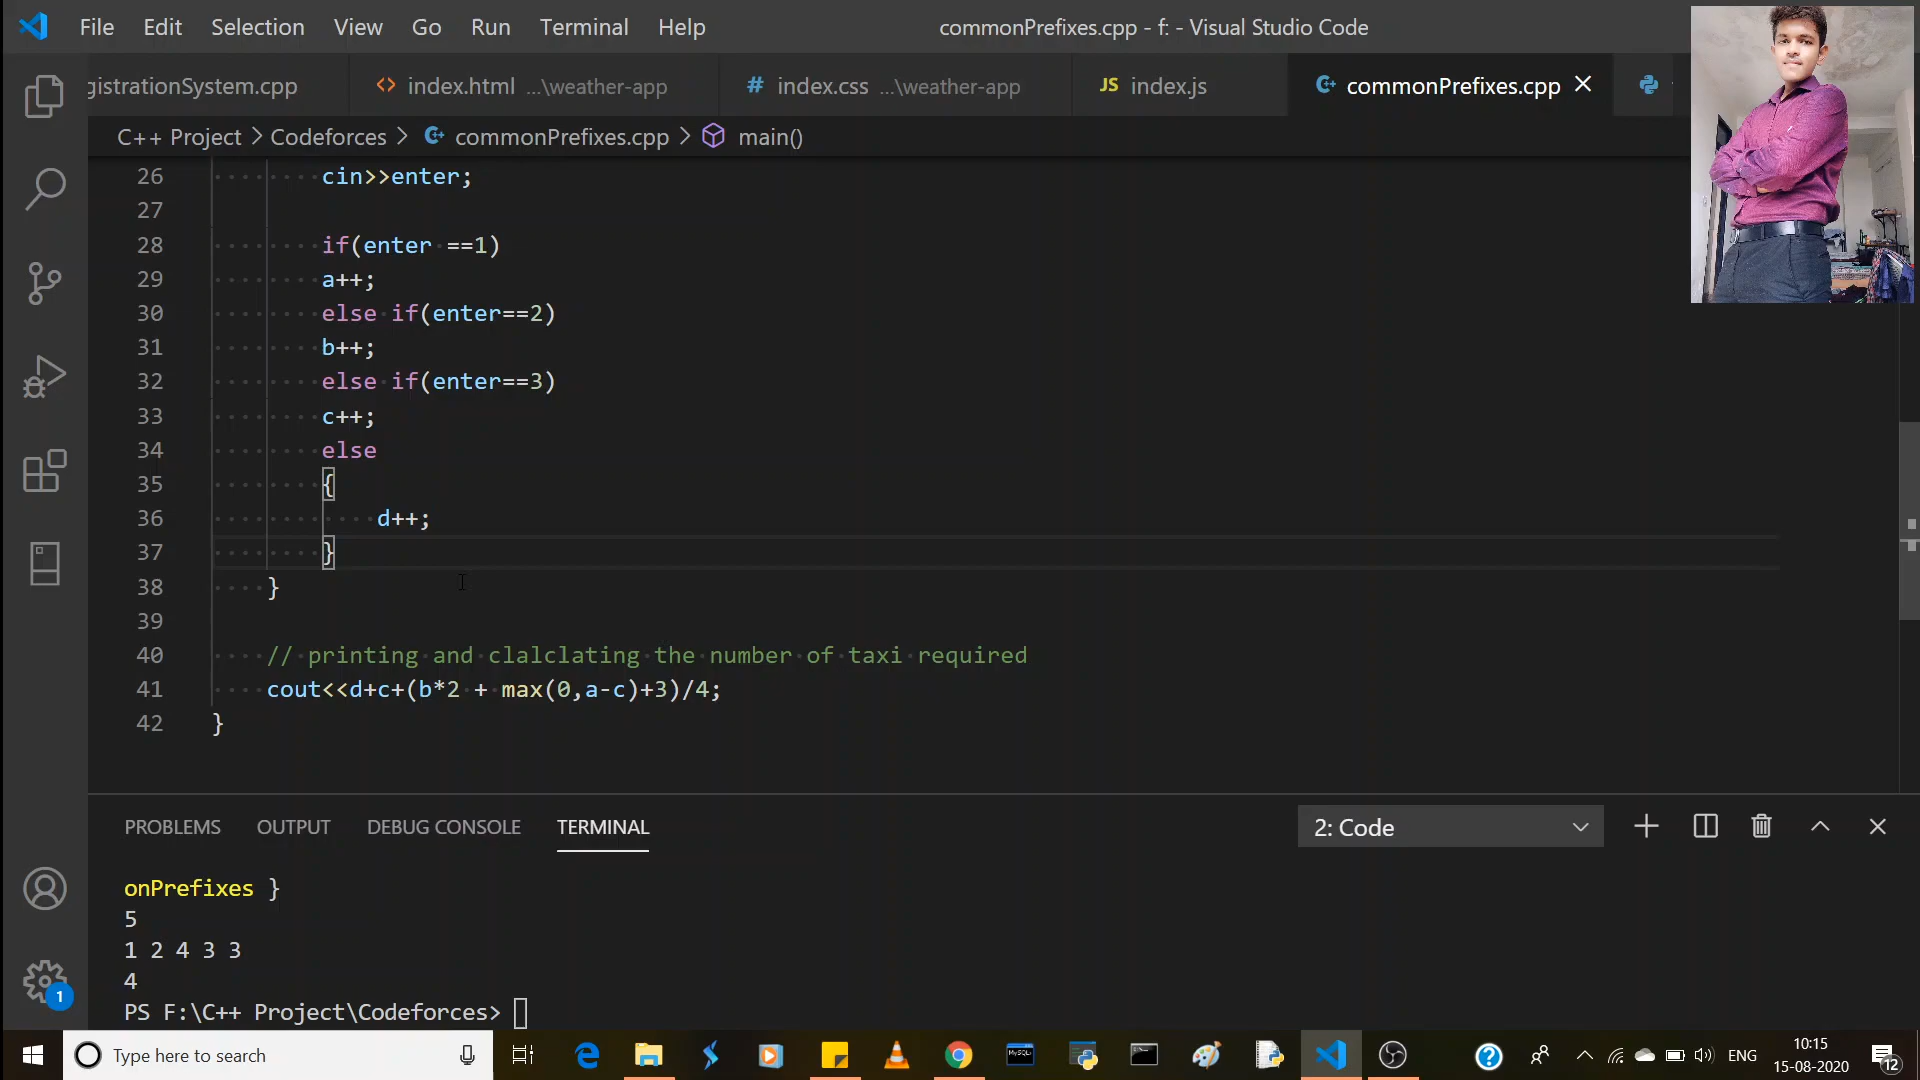 File Edit Selection View Go Run Terminal Help
commonPrefixes.cpp - f: - Visual Studio Code
gistrationSystem.cpp
index.html ...\weather-app
# index.css ...\weather-app
JS index.js
commonPrefixes.cpp
C++ Project > Codeforces > commonPrefixes.cpp > main()
26 cin>>enter;
27
28 if(enter ==1)
29 a++;
30 else if(enter==2)
31 b++;
32 else if(enter==3)
33 c++;
34 else
35 {
36 d++;
37 }
38 }
39
40 // printing and clalclating the number of taxi required
41 cout<<d+c+(b*2 + max(0,a-c)+3)/4;
42 }
PROBLEMS OUTPUT DEBUG CONSOLE TERMINAL
2: Code
onPrefixes }
5
1 2 4 3 3
4
PS F:\C++ Project\Codeforces>
1
Type here to search
MySQL
ENG
10:15
15-08-2020
12